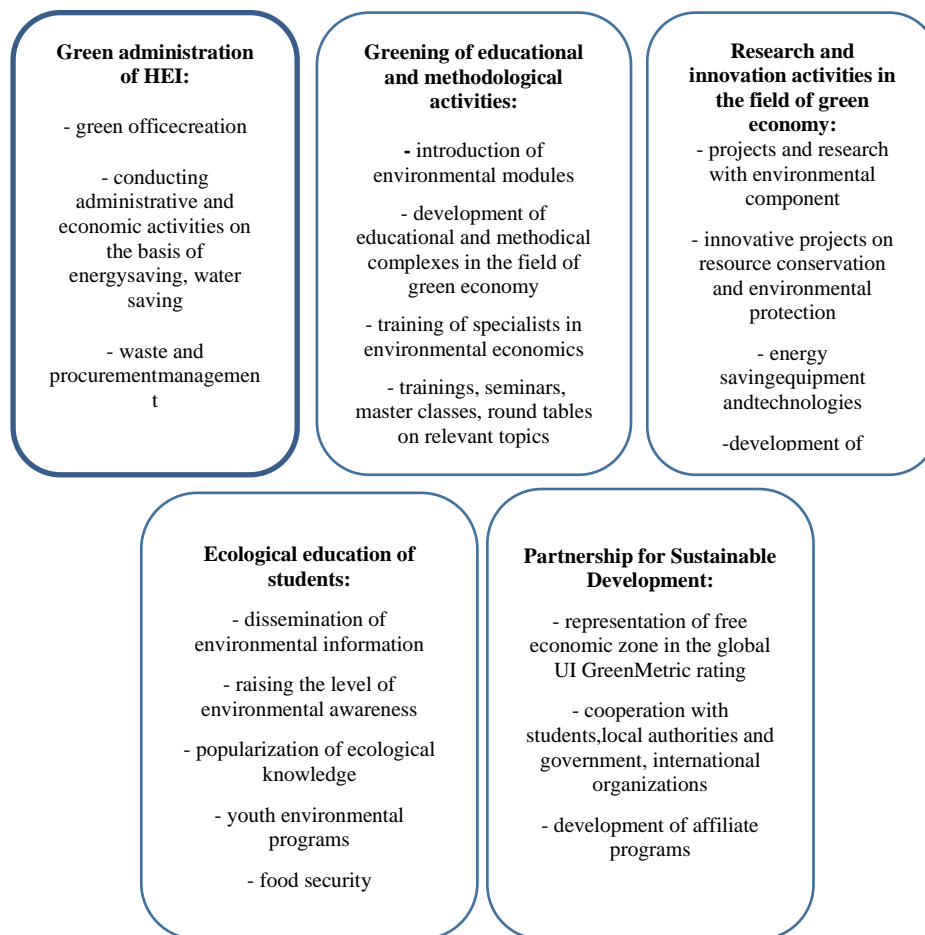 Green administration
of HEI:
- green officecreation
- conducting
administrative and
economic activities on
the basis of
energysaving, water
saving
- waste and
procurementmanagemen
t
Greening of educational
and methodological
activities:
- introduction of
environmental modules
- development of
educational and methodical
complexes in the field of
green economy
- training of specialists in
environmental economics
- trainings, seminars,
master classes, round tables
on relevant topics
Research and
innovation activities in
the field of green
economy:
- projects and research
with environmental
component
- innovative projects on
resource conservation
and environmental
protection
- energy
savingequipment
andtechnologies
-development of
Ecological education of
students:
- dissemination of
environmental information
- raising the level of
environmental awareness
- popularization of ecological
knowledge
- youth environmental
programs
- food security
Partnership for Sustainable
Development:
- representation of free
economic zone in the global
UI GreenMetric rating
- cooperation with
students,local authorities and
government, international
organizations
- development of affiliate
programs